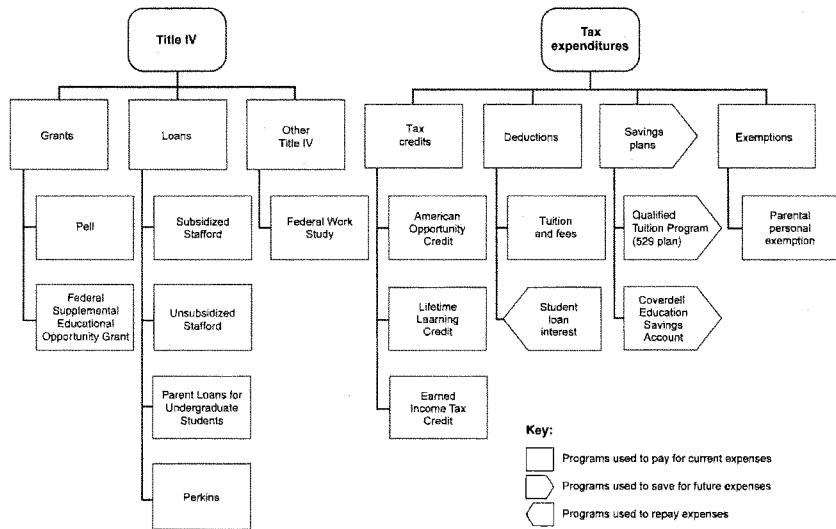 Title IV
Tax
expenditures
Grants
Loans
Other
Title IV
Tax
credits
Deductions
Savings
plans
Exemptions
Pell
Subsidized
Stafford
Federal Work
Study
American
Opportunity
Credit
Tuition
and fees
Qualified
Tuition Program
(529 plan)
Parental
personal
exemption
Federal
Supplemental
Educational
Opportunity Grant
Unsubsidized
Stafford
Lifetime
Learning
Credit
Student
loan
interest
Coverdell
Education
Savings
Account
Parent Loans for
Undergraduate
Students
Earned
Income Tax
Credit
Perkins
Key:
Programs used to pay for current expenses
Programs used to save for future expenses
Programs used to repay expenses